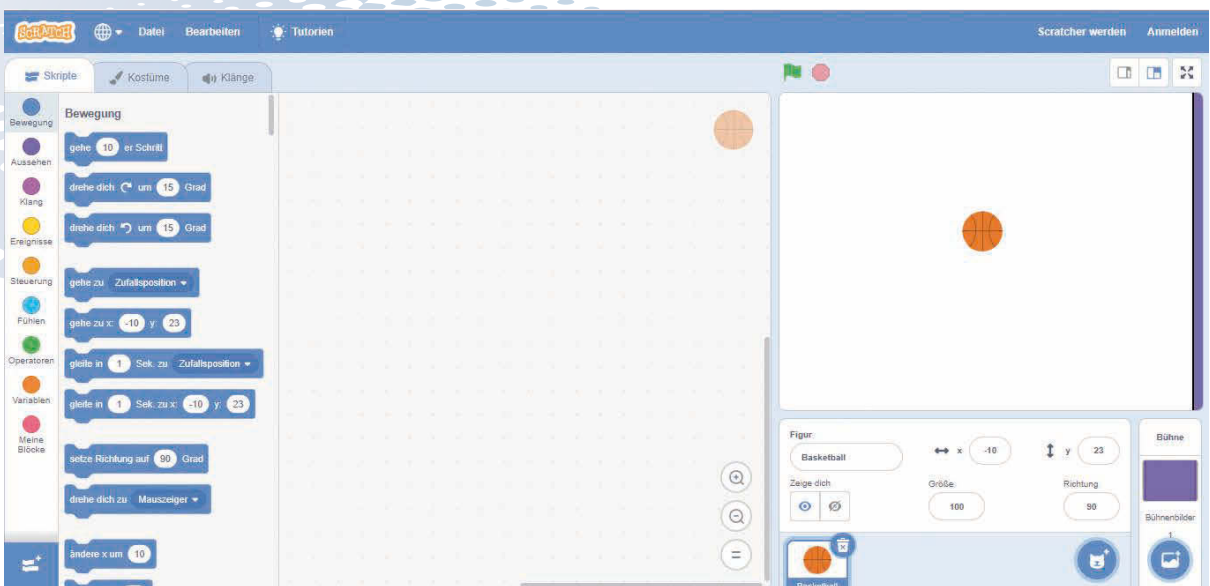 SCRATCH Datei Bearbeiten Tutorien Scratcher werden Anmelden
Skripte Kostüme Klänge
Bewegung
Aussehen
Klang
Ereignisse
Steuerung
Fühlen
Operatoren
Variablen
Meine
Blöcke
Bewegung
gehe 10 er Schritt
drehe dich um 15 Grad
drehe dich um 15 Grad
gehe zu Zufallsposition
gehe zu x: -10 y: 23
gleite in 1 Sek. zu Zufallsposition
gleite in 1 Sek. zu x: -10 y: 23
setze Richtung auf 90 Grad
drehe dich zu Mauszeiger
ändere x um 10
Figur
Basketball x -10 y 23
Zeige dich Größe Richtung
100 90
Basketball
Bühne
Bühnenbilder
1